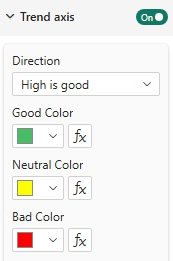 Trend axis On
Direction
High is good
Good Color
fx
Neutral Color
fx
Bad Color
fx